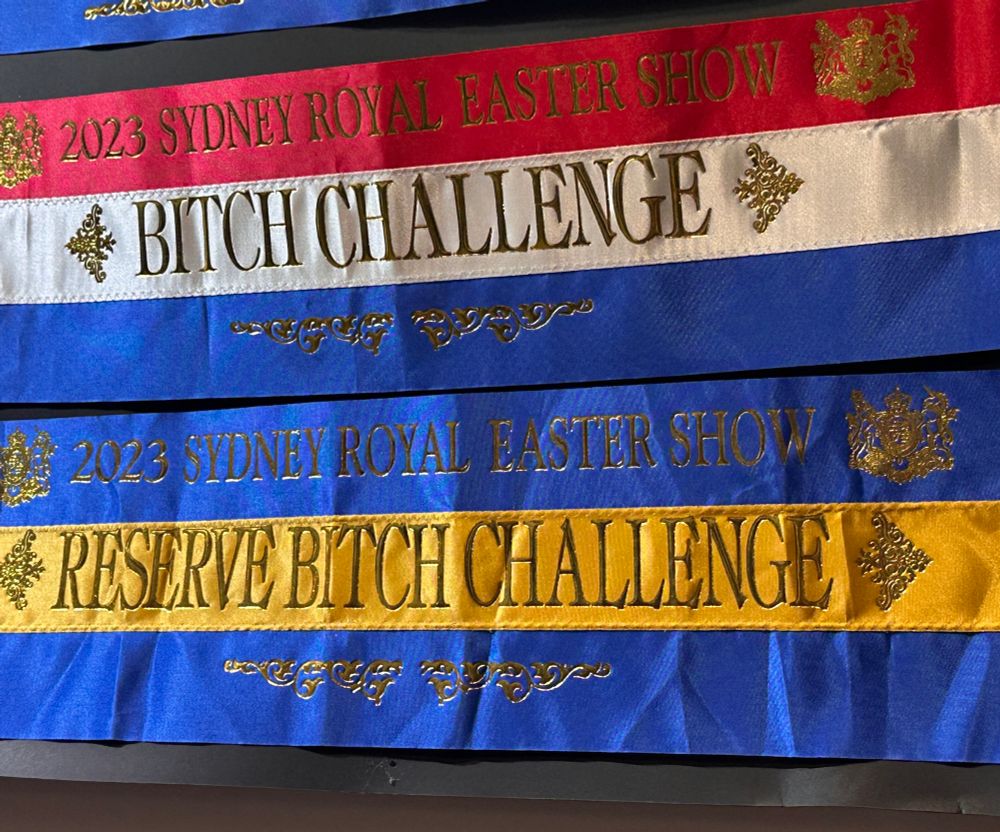 2023 SYDNEY ROYAL EASTER SHOW
BITCH CHALLENGE
2023 SYDNEY ROYAL EASTER SHOW
RESERVE BITCH CHALLENGE